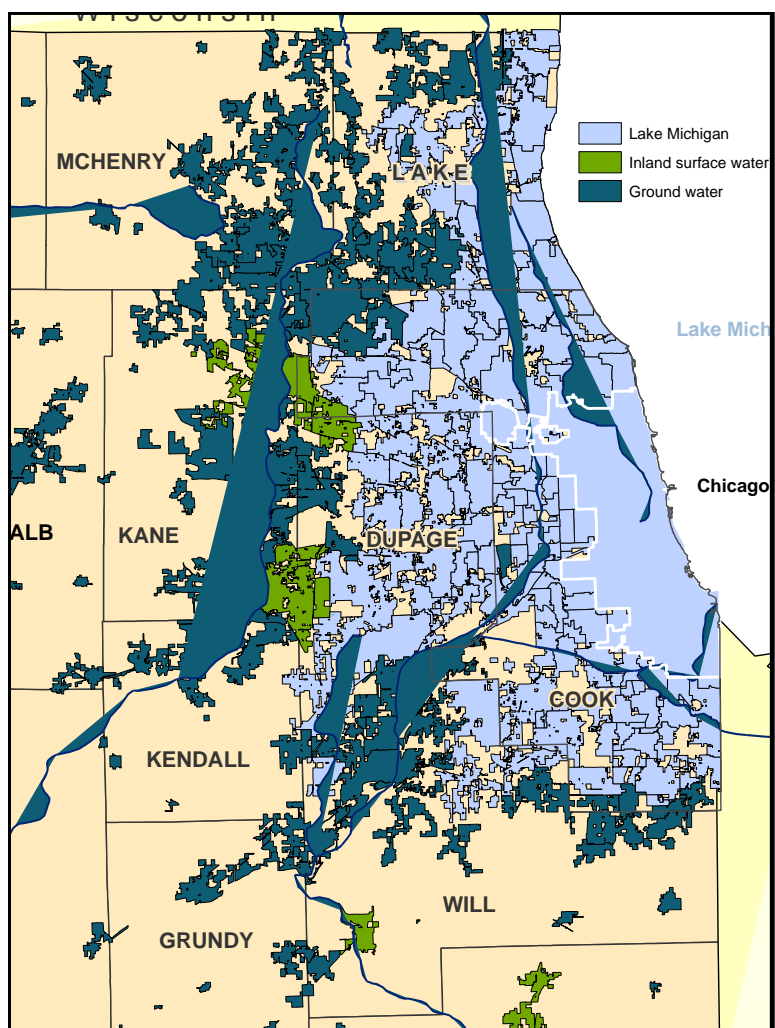 WISCONSIN
MCHENRY
LAKE
Lake Michigan
Inland surface water
Ground water
Lake Mich
Chicago
ALB
KANE
DUPAGE
COOK
KENDALL
WILL
GRUNDY